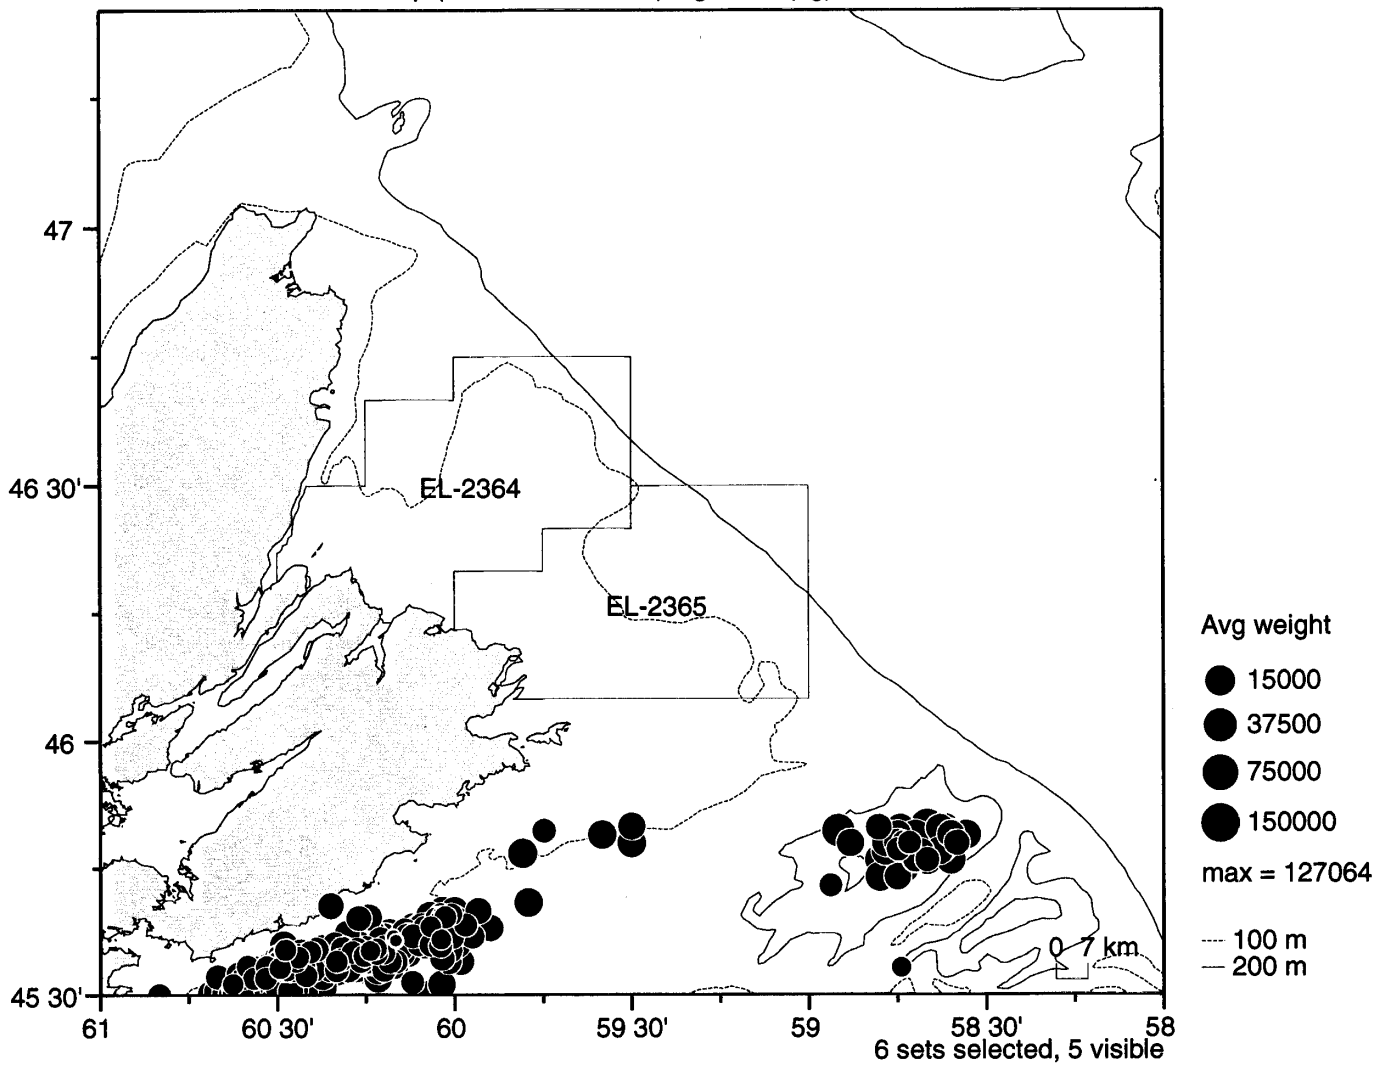 47
46 30'
46
45 30'
61
60 30'
60
59 30'
59
58 30'
58
EL-2364
EL-2365
0 7 km
6 sets selected, 5 visible
Avg weight
15000
37500
75000
150000
max = 127064
100 m
200 m